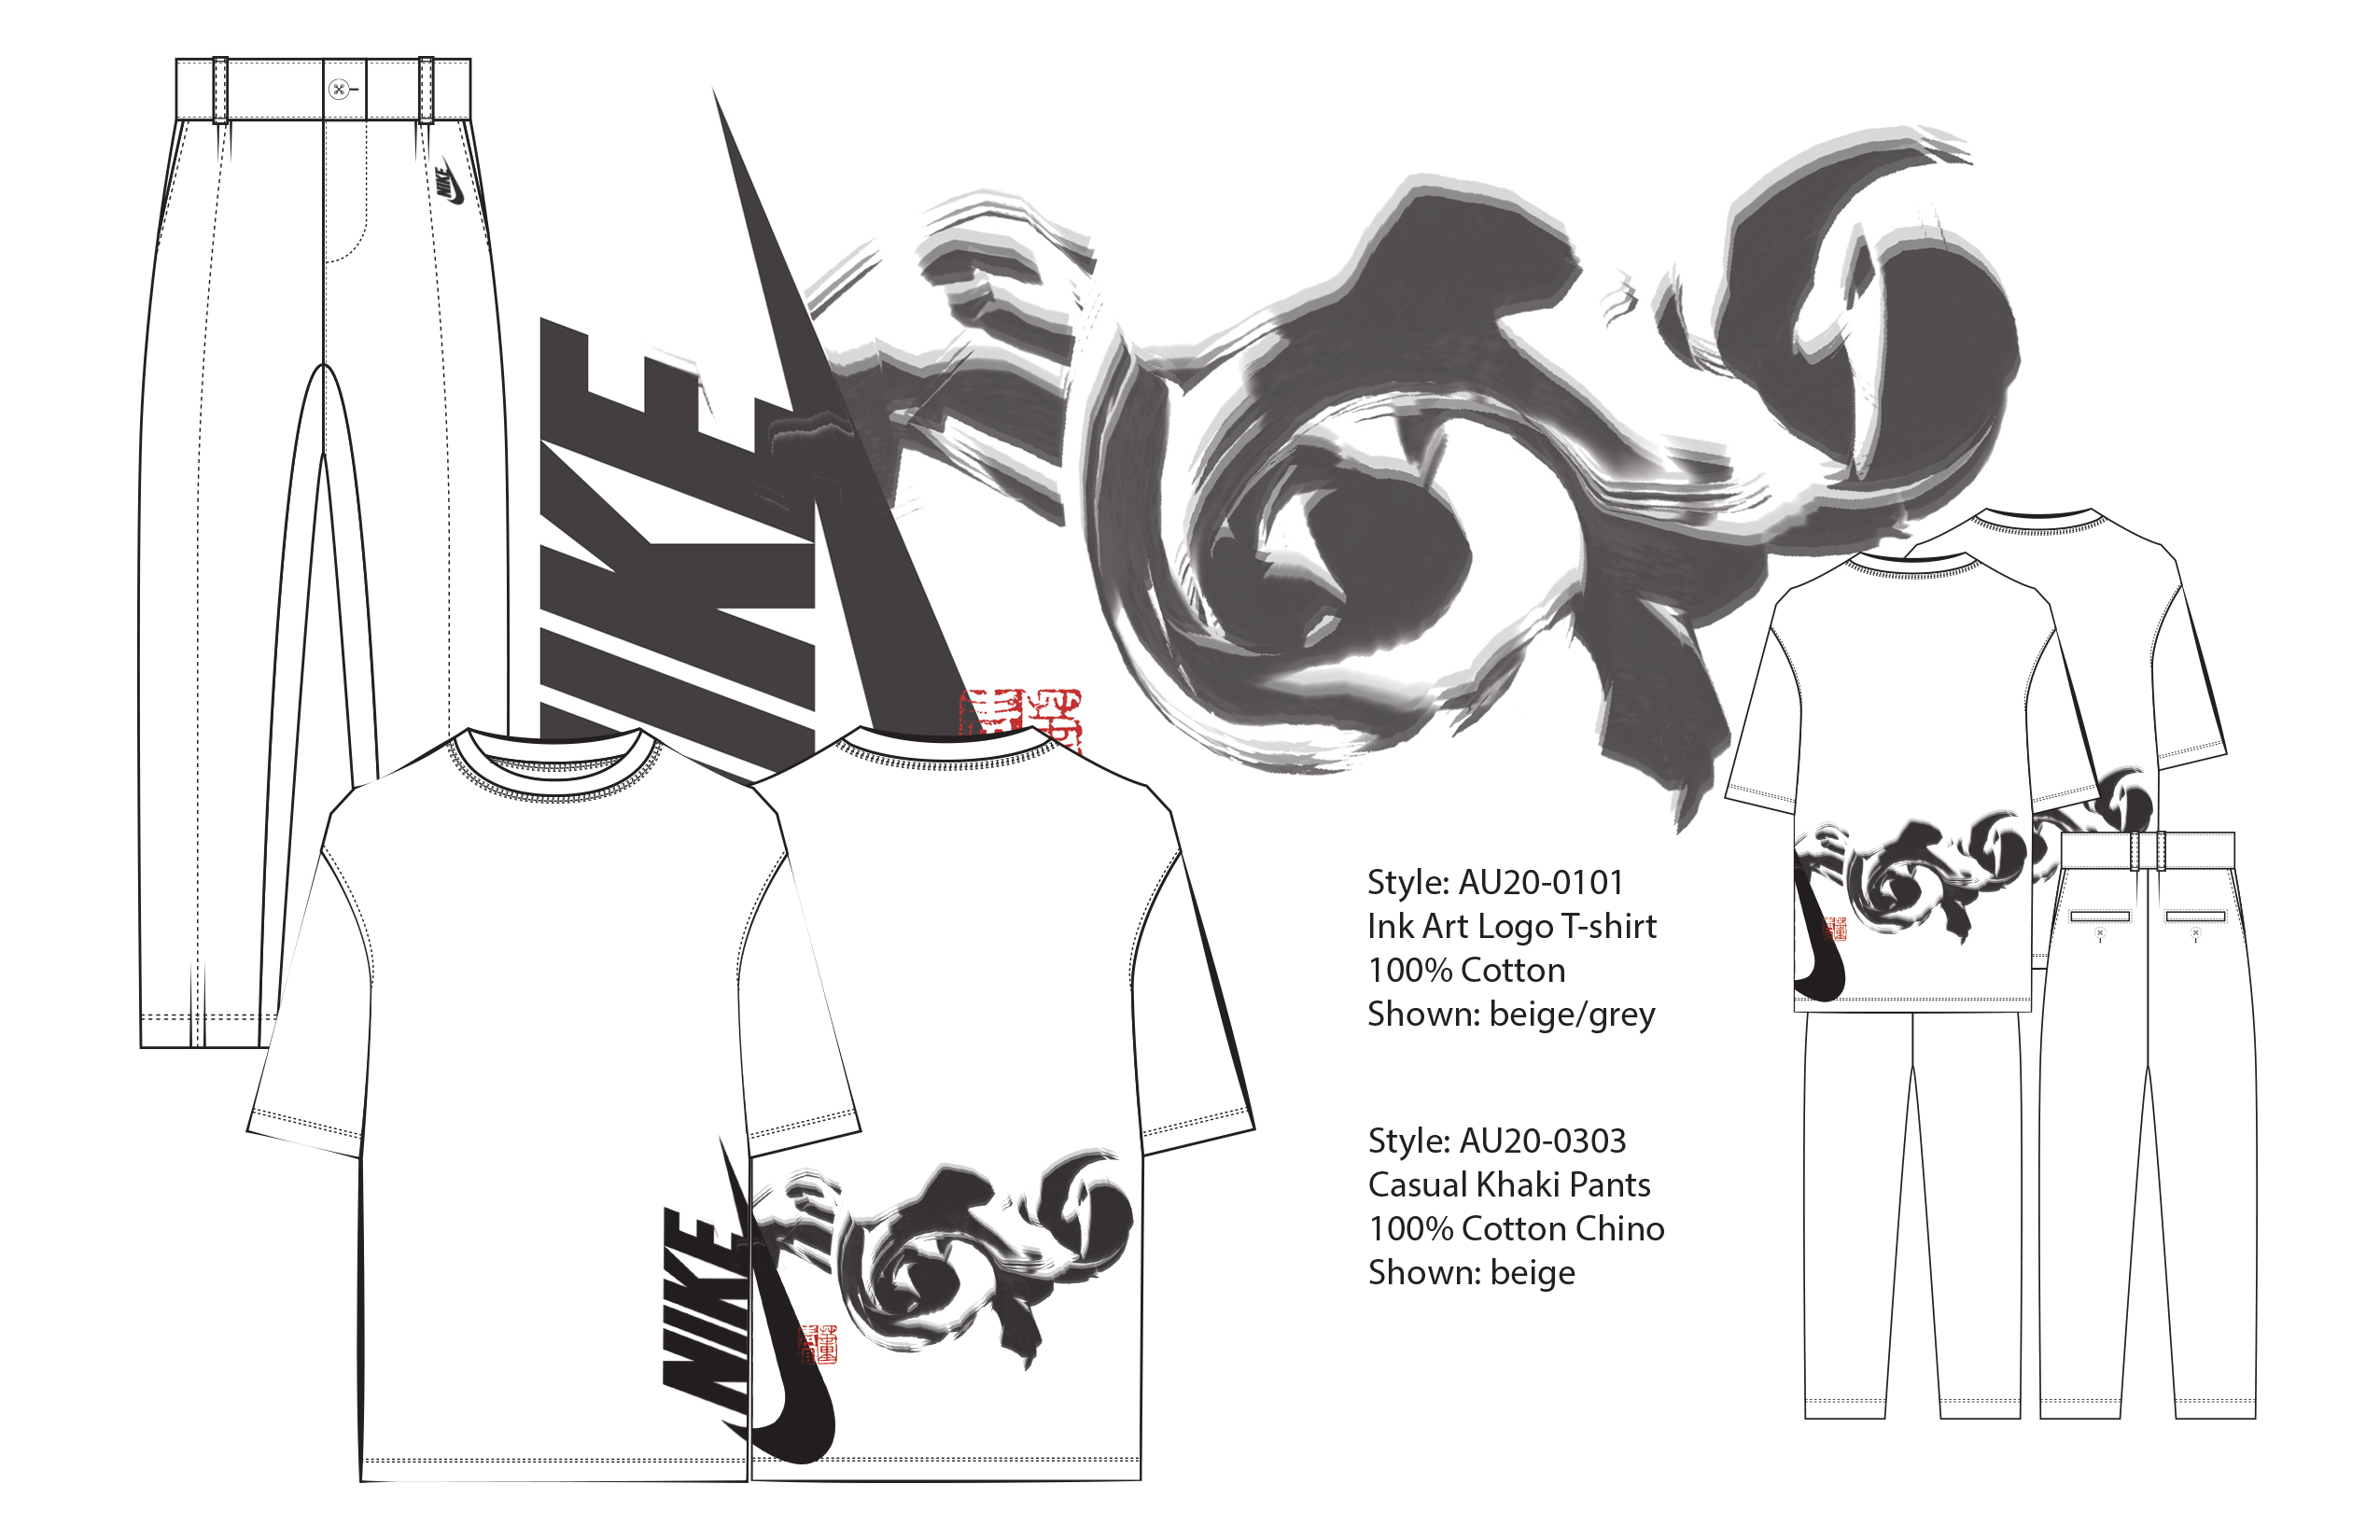 NIKE
NIKE
Style: AU20-0101
Ink Art Logo T-shirt
100% Cotton
Shown: beige/grey
Style: AU20-0303
Casual Khaki Pants
100% Cotton Chino
Shown: beige
NIKE